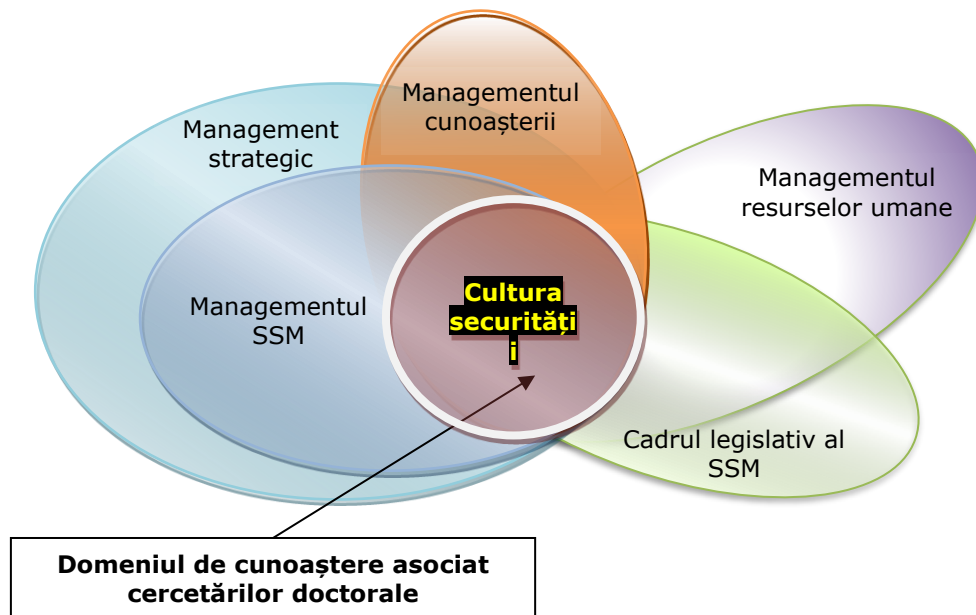 Managementul
cunoașterii
Management
strategic
Managementul
resurselor umane
Managementul
SSM
Cultura
securități
i
Cadrul legislativ al
SSM
Domeniul de cunoaștere asociat
cercetărilor doctorale